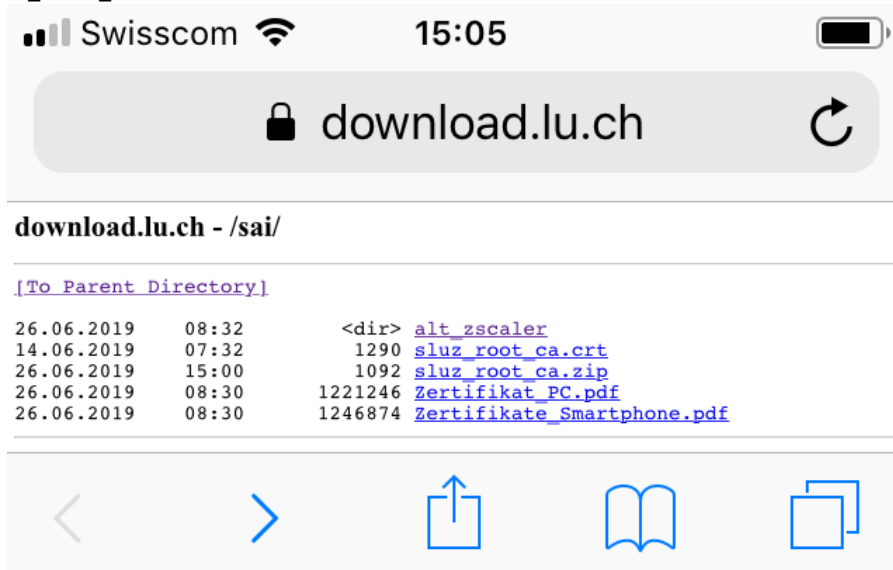 Swisscom 15:05
download.lu.ch
download.lu.ch - /sai/
[To Parent Directory]
26.06.2019 08:32 <dir> alt_zscaler
14.06.2019 07:32 1290 sluz_root_ca.crt
26.06.2019 15:00 1092 sluz_root_ca.zip
26.06.2019 08:30 1221246 Zertifikat_PC.pdf
26.06.2019 08:30 1246874 Zertifikate_Smartphone.pdf